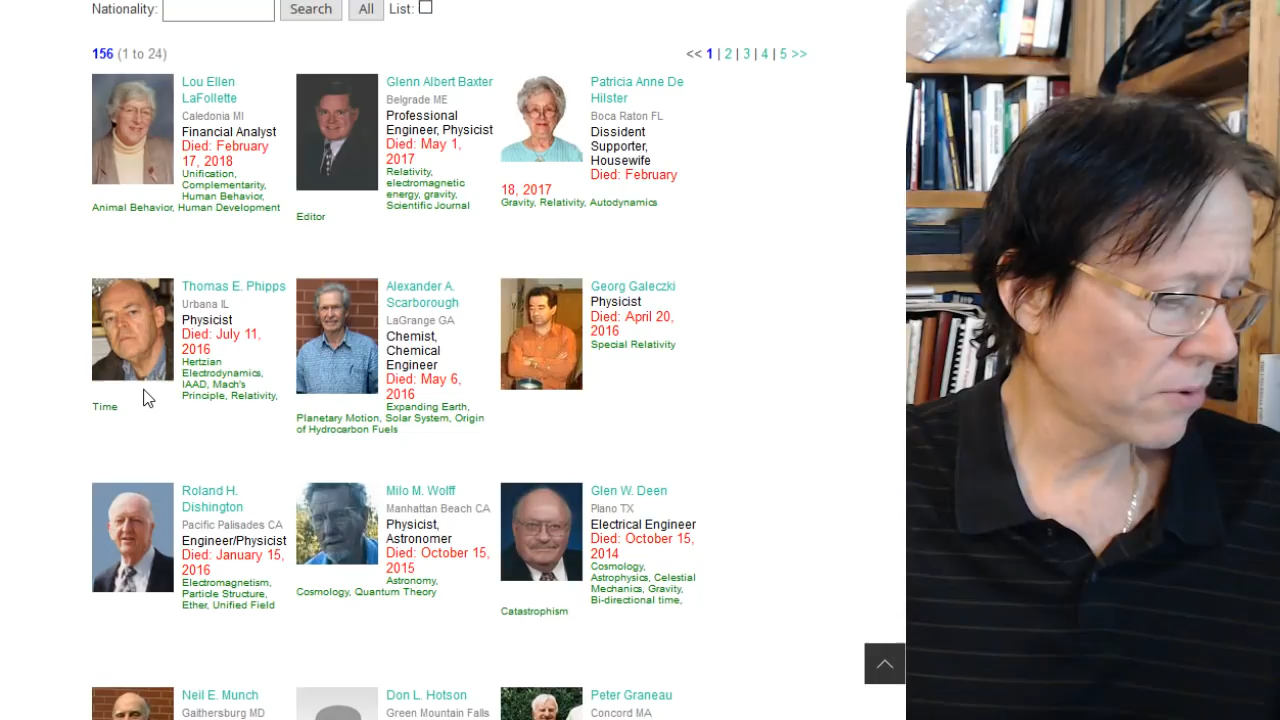 Nationality: Search All List:
156 (1 to 24) << 1 | 2 | 3 | 4 | 5 >>
Lou Ellen
LaFollette
Caledonia MI
Financial Analyst
Died: February
17, 2018
Unification,
Complementarity,
Human Behavior,
Animal Behavior, Human Development
Glenn Albert Baxter
Belgrade ME
Professional
Engineer, Physicist
Died: May 1,
2017
Relativity,
electromagnetic
energy, gravity,
Scientific Journal
Editor
Patricia Anne De
Hilster
Boca Raton FL
Dissident
Supporter,
Housewife
Died: February
18, 2017
Gravity, Relativity, Autodynamics
Thomas E. Phipps
Urbana IL
Physicist
Died: July 11,
2016
Hertzian
Electrodynamics,
IAAD, Mach's
Principle, Relativity,
Time
Alexander A.
Scarborough
LaGrange GA
Chemist,
Chemical
Engineer
Died: May 6,
2016
Expanding Earth,
Planetary Motion, Solar System, Origin
of Hydrocarbon Fuels
Georg Galeczki
Physicist
Died: April 20,
2016
Special Relativity
Roland H.
Dishington
Pacific Palisades CA
Engineer/Physicist
Died: January 15,
2016
Electromagnetism,
Particle Structure,
Ether, Unified Field
Milo M. Wolff
Manhattan Beach CA
Physicist,
Astronomer
Died: October 15,
2015
Astronomy,
Cosmology, Quantum Theory
Glen W. Deen
Plano TX
Electrical Engineer
Died: October 15,
2014
Cosmology,
Astrophysics, Celestial
Mechanics, Gravity,
Bi-directional time,
Catastrophism
Neil E. Munch
Gaithersburg MD
Don L. Hotson
Green Mountain Falls
Peter Graneau
Concord MA